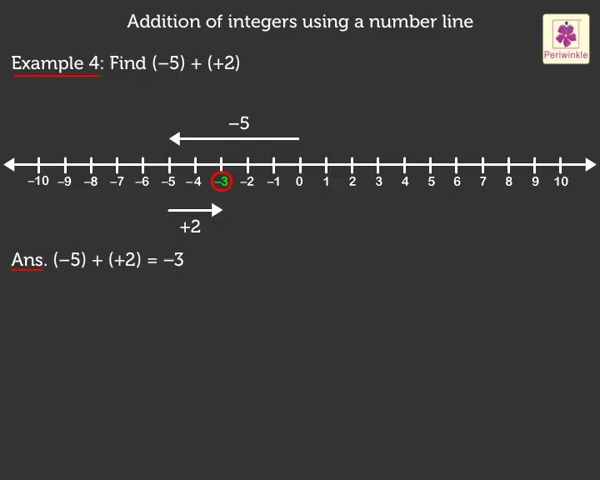 Addition of integers using a number line
Periwinkle
Example 4: Find (−5) + (+2)
−5
−10 −9 −8 −7 −6 −5 −4 −3 −2 −1 0 1 2 3 4 5 6 7 8 9 10
+2
Ans. (−5) + (+2) = −3